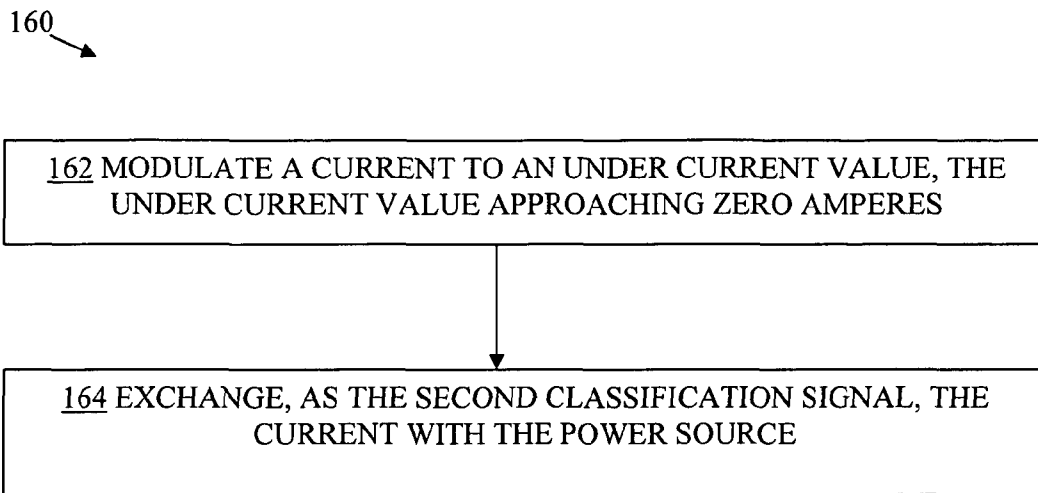 160
162 MODULATE A CURRENT TO AN UNDER CURRENT VALUE, THE
UNDER CURRENT VALUE APPROACHING ZERO AMPERES
164 EXCHANGE, AS THE SECOND CLASSIFICATION SIGNAL, THE
CURRENT WITH THE POWER SOURCE